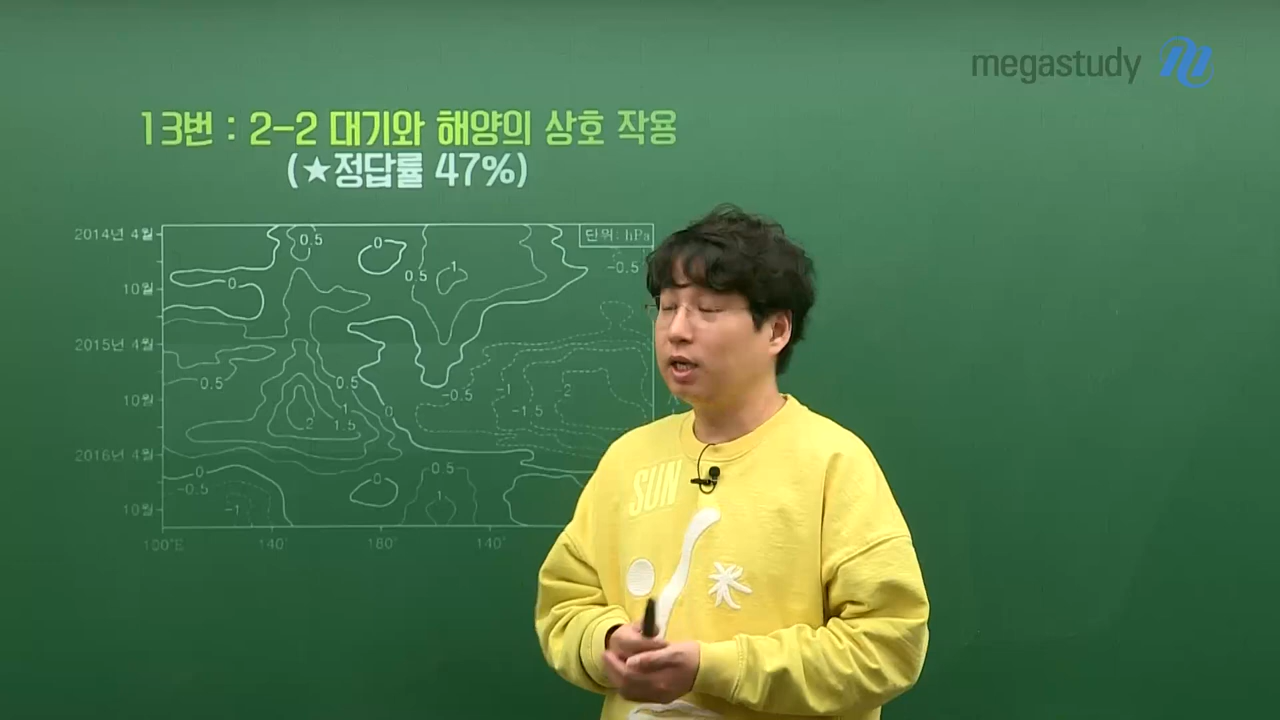 megastudy
13번 : 2-2 대기와 해양의 상호 작용
(★정답률 47%)
2014년 4월
10월
2015년 4월
10월
2016년 4월
10월
단위: hPa
0.5
0
0.5
1
-0.5
0
0.5
0.5
0
-0.5
-1
-1.5
2
2
1
1.5
0
-0.5
-1
0
0.5
1
100°E
140°
180°
140°
SUN